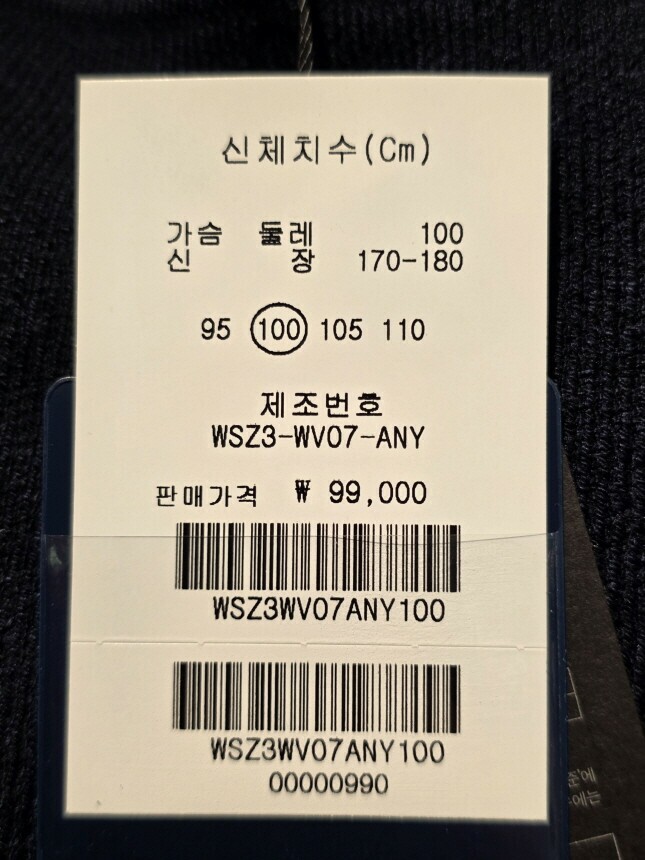 신체치수(Cm)
가슴 둘레 100
신 장 170-180
95 100 105 110
제조번호
WSZ3-WV07-ANY
판매가격 ₩ 99,000
WSZ3WV07ANY100
WSZ3WV07ANY100
00000990